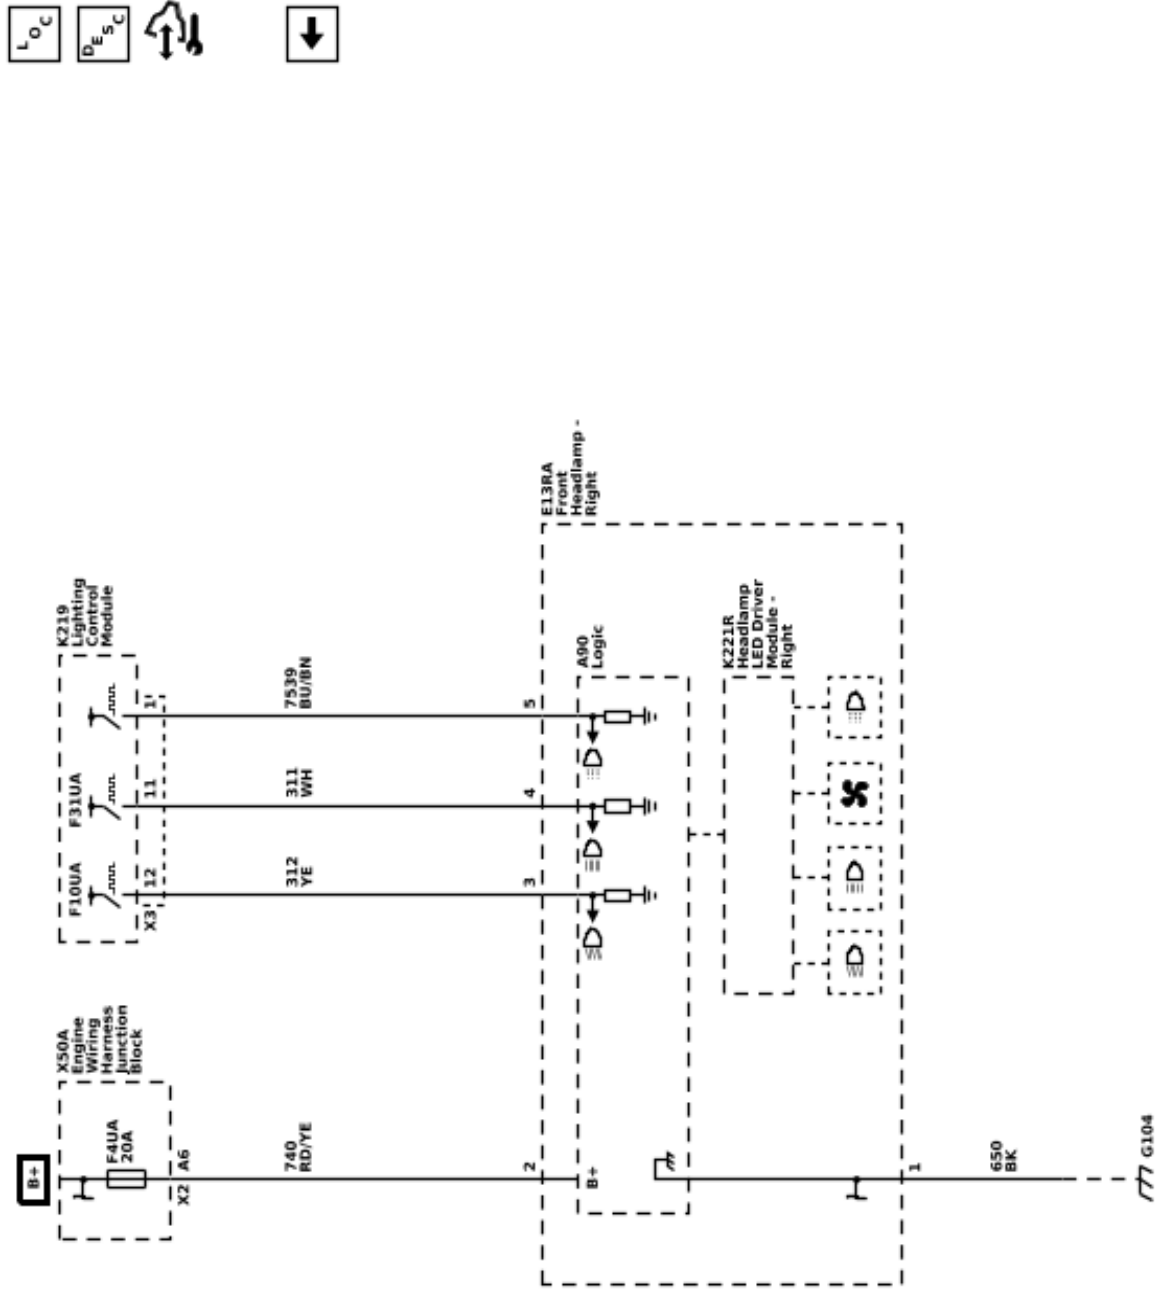 B+
X50A
Engine
Wiring
Harness
Junction
Block
F4UA
20A
X2
A6
K219
Lighting
Control
Module
F10UA
F31UA
X3
12
11
1
LOC
DESC
740
RD/YE
312
YE
311
WH
7539
BU/BN
2
3
4
5
E13RA
Front
Headlamp -
Right
B+
A90
Logic
K221R
Headlamp
LED Driver
Module -
Right
1
650
BK
G104